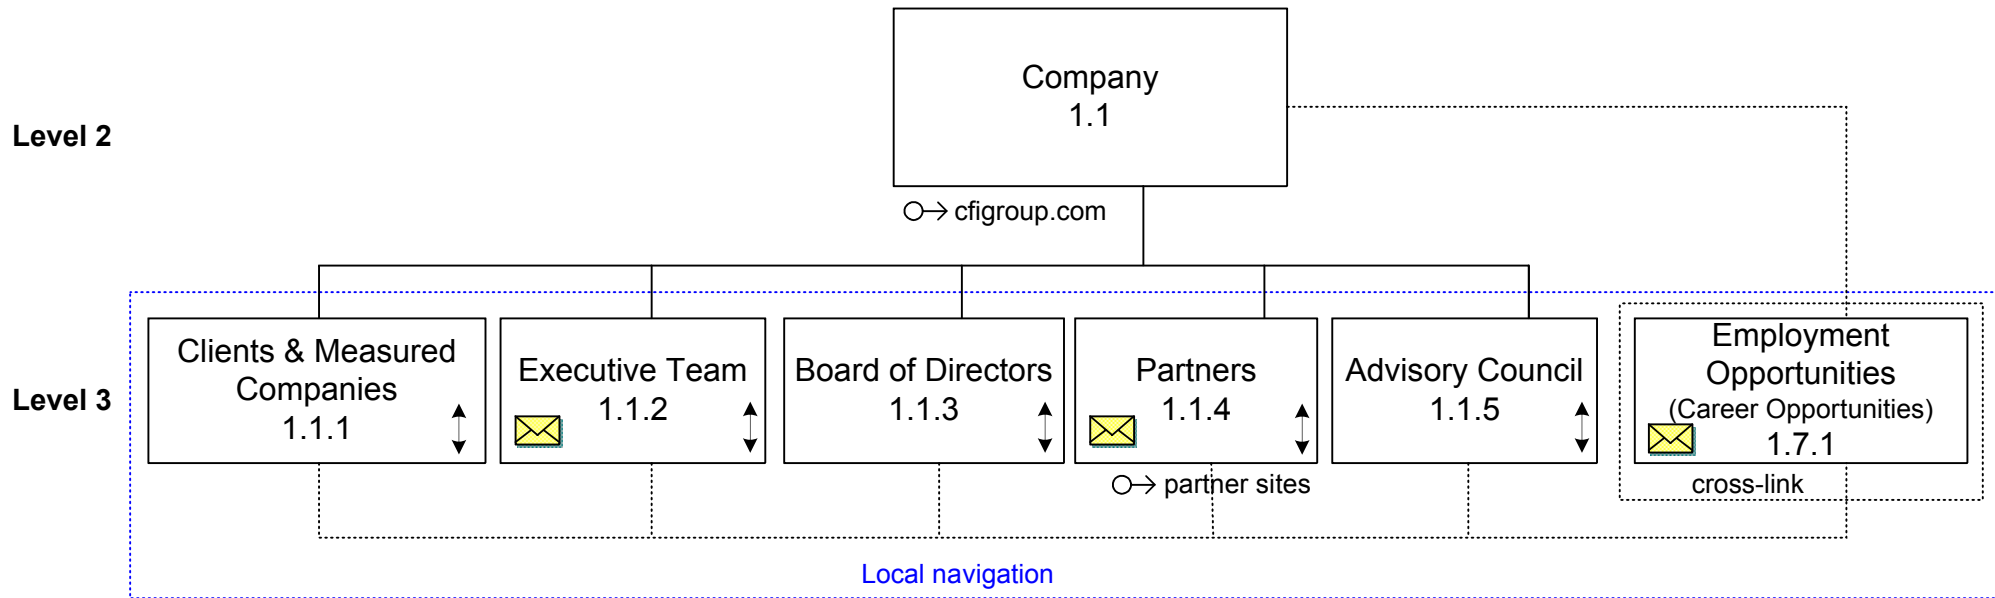 Company
1.1
Level 2
cfigroup.com
Level 3
Clients & Measured
Companies
1.1.1
Executive Team
1.1.2
Board of Directors
1.1.3
Partners
1.1.4
partner sites
Advisory Council
1.1.5
Employment
Opportunities
(Career Opportunities)
1.7.1
cross-link
Local navigation